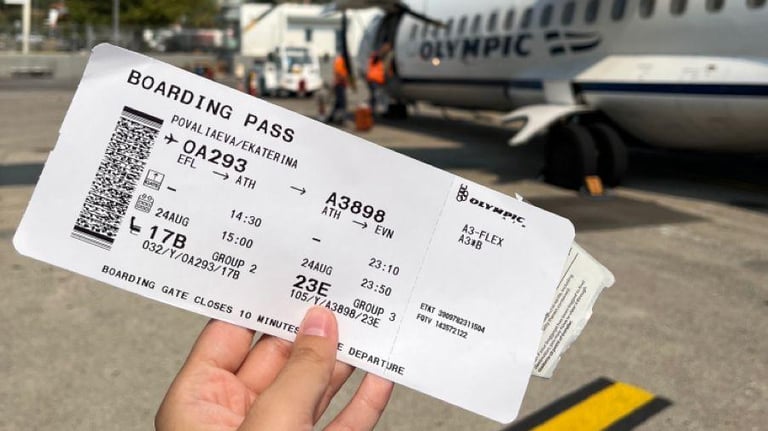 OLYMPIC
BOARDING PASS
POVALIAEVA/EKATERINA
OA293
EFL → ATH → A3898
ATH → EVN
-
24AUG 14:30
15:00
17B GROUP 2
032/Y/OA293/17B
-
24AUG 23:10
23:50
23E GROUP 3
105/Y/A3898/23E
BOARDING GATE CLOSES 10 MINUTES DEPARTURE
OLYMPIC
A3-FLEX
A3*B
ETKT 3909782311504
FQTV 143572122